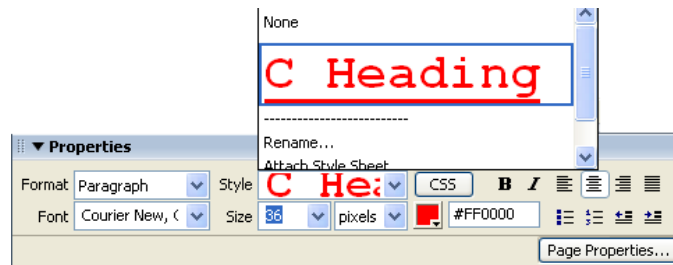 None
C Heading
--------------------------
Rename...
Attach Style Sheet
Properties
Format Paragraph Style C Hea CSS B I
Font Courier New, ( Size 36 pixels #FF0000
Page Properties...